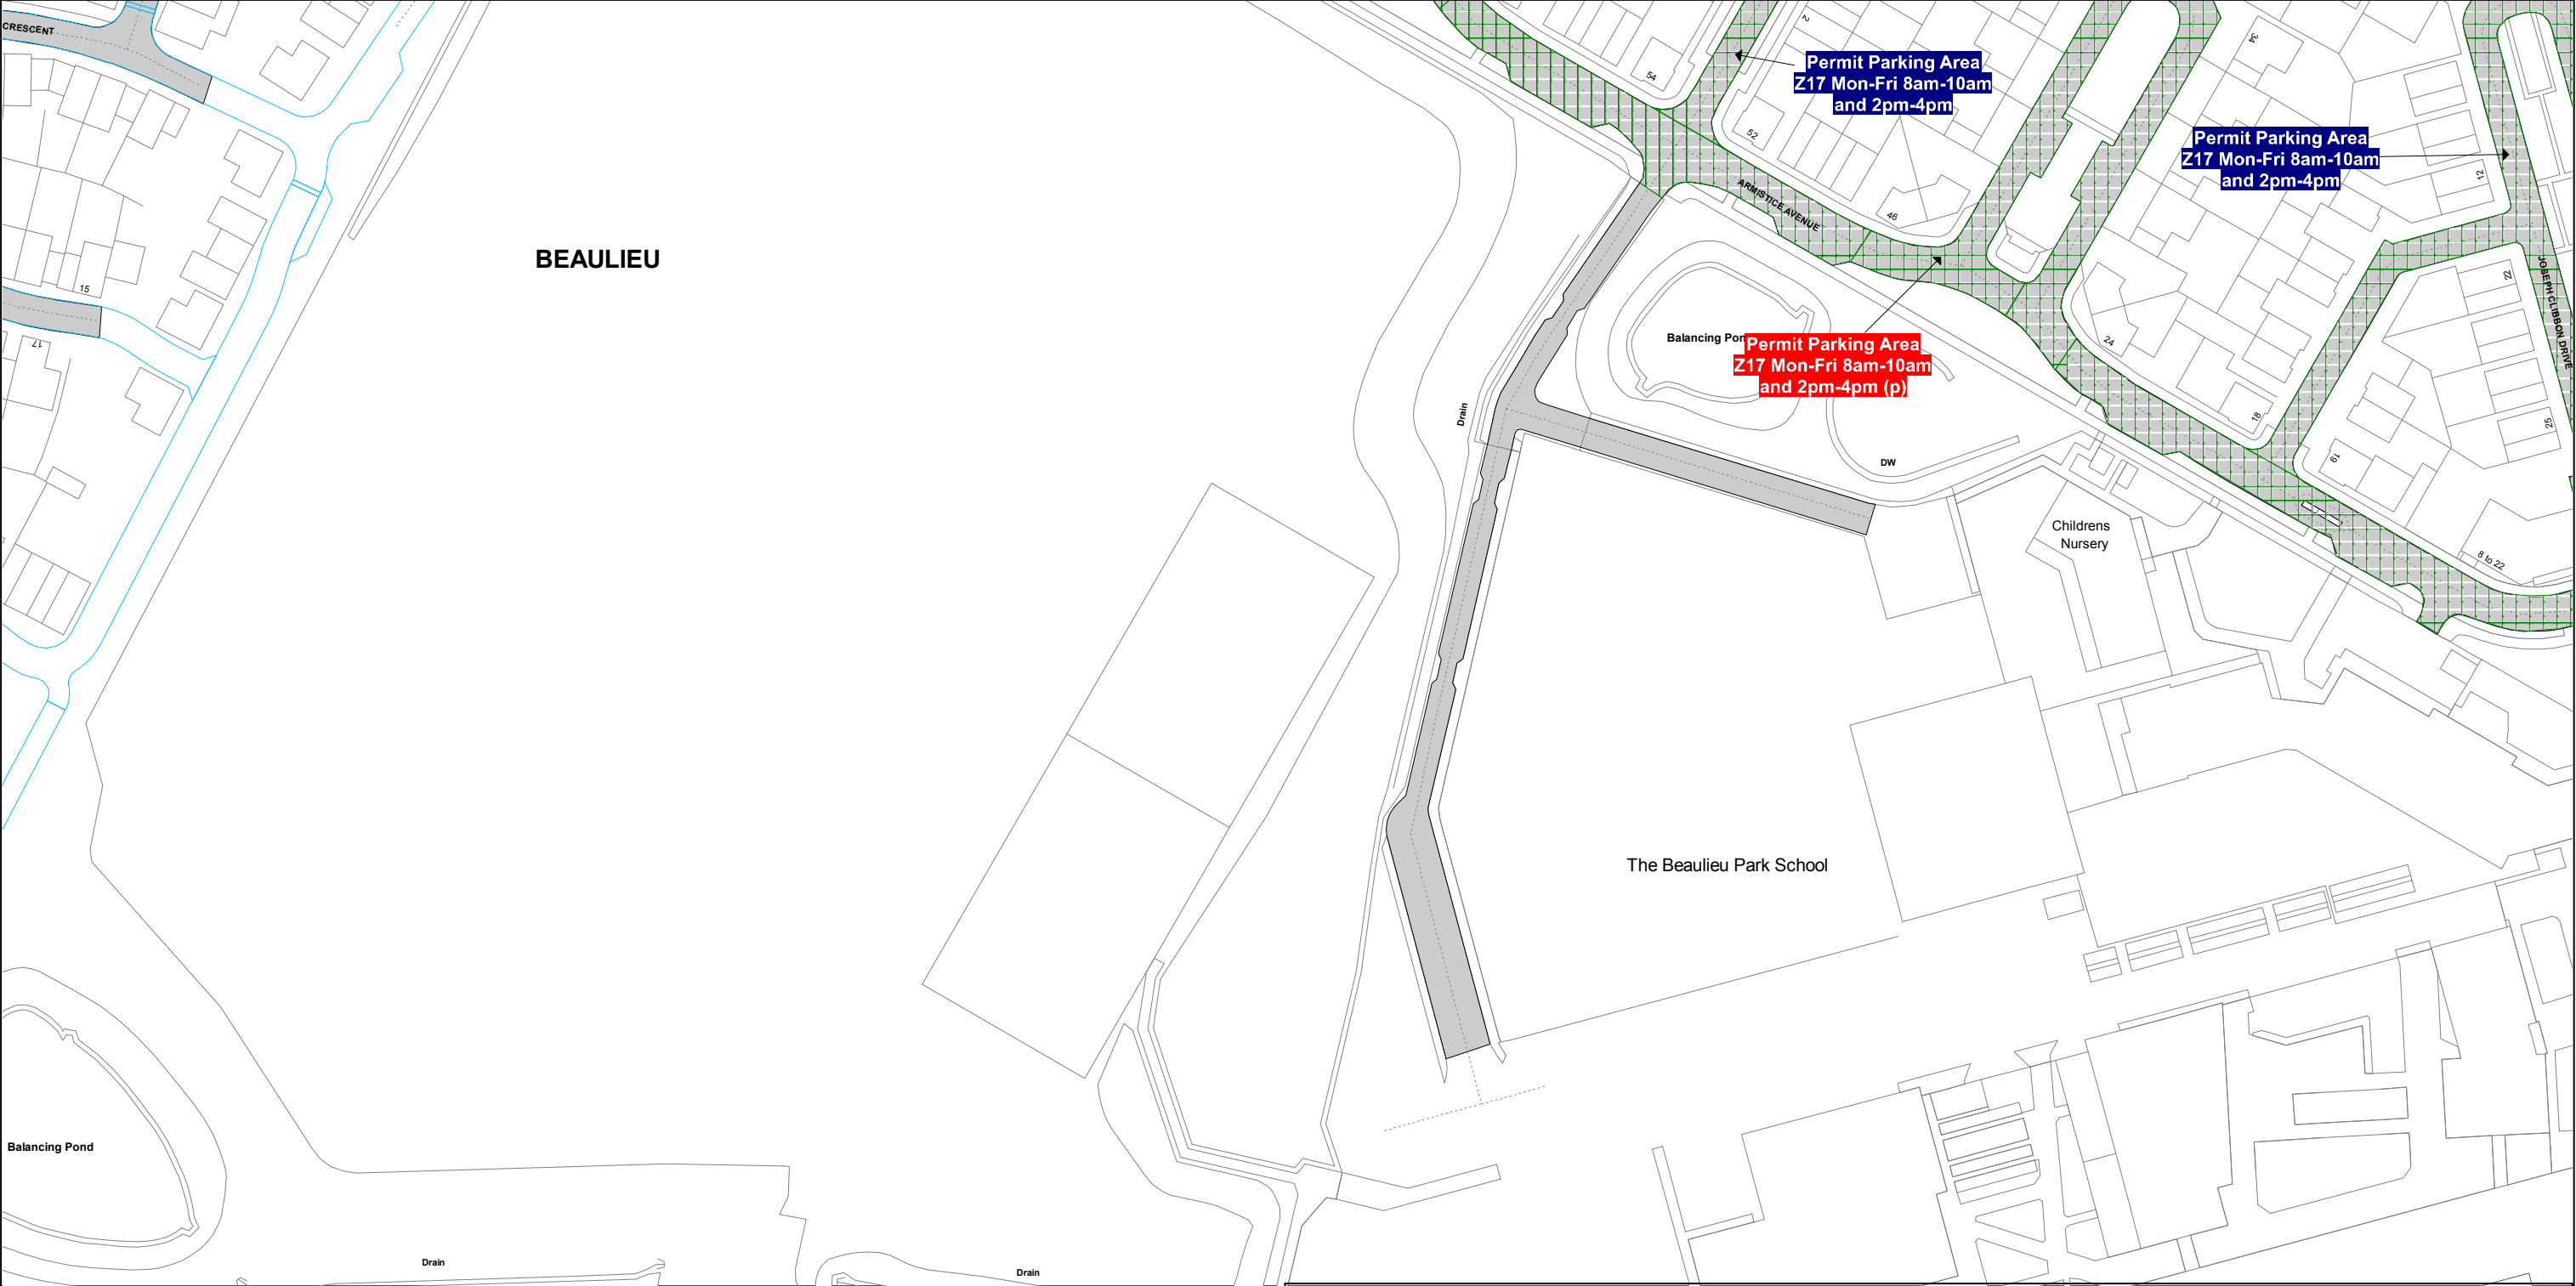 CRESCENT
54
2
Permit Parking Area
Z17 Mon-Fri 8am-10am
and 2pm-4pm
34
52
Permit Parking Area
Z17 Mon-Fri 8am-10am
and 2pm-4pm
12
ARMISTICE AVENUE
46
BEAULIEU
15
22
JOSEPH CLIBBON DRIVE
17
Balancing Pon
Permit Parking Area
Z17 Mon-Fri 8am-10am
and 2pm-4pm (p)
24
Drain
18
25
19
DW
Childrens
Nursery
8 to 22
The Beaulieu Park School
Balancing Pond
Drain
Drain